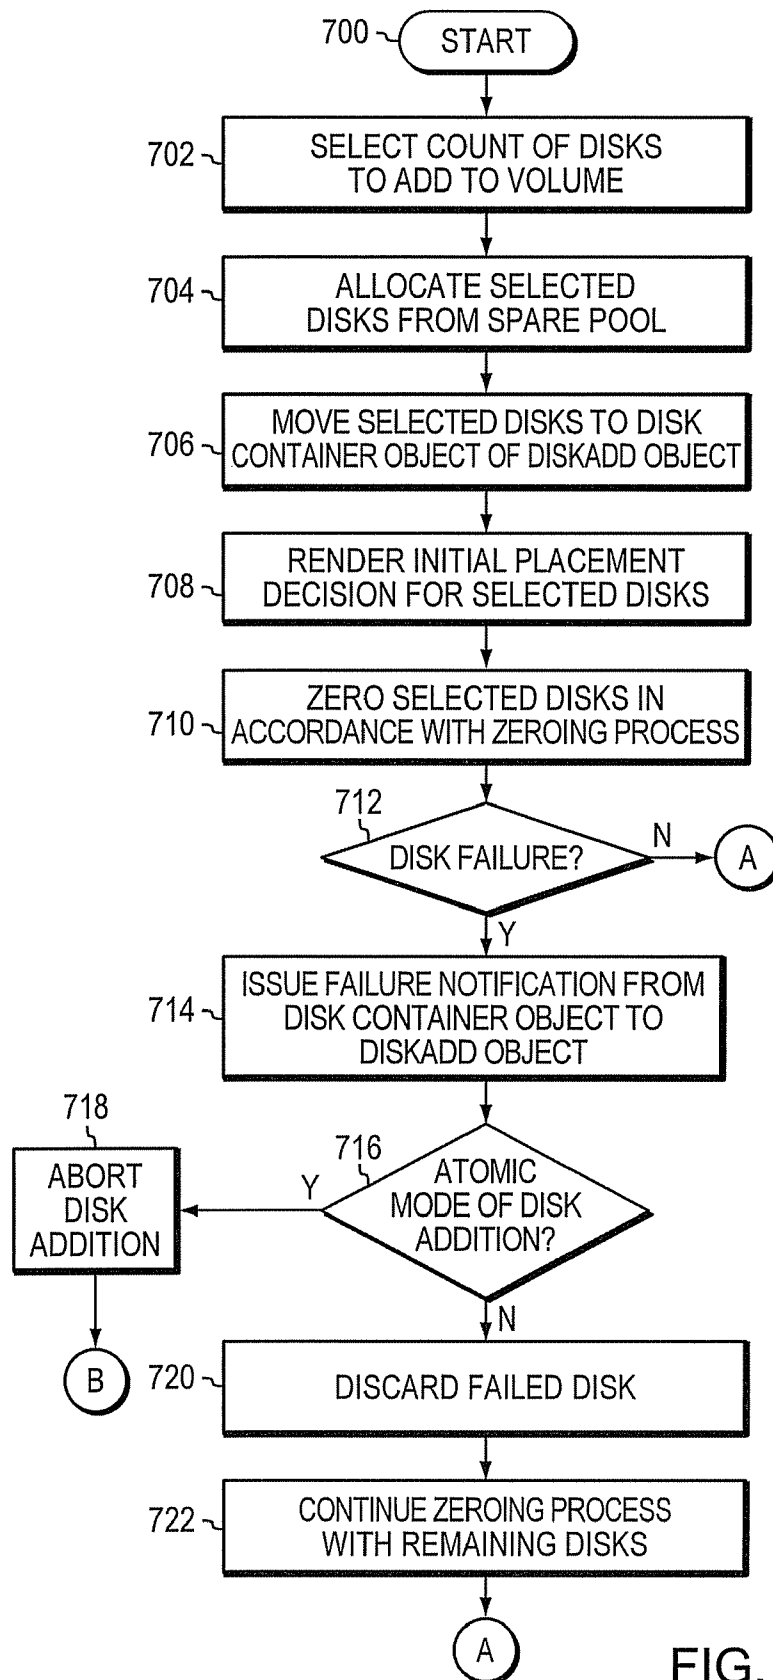 700
START
702
SELECT COUNT OF DISKS
TO ADD TO VOLUME
704
ALLOCATE SELECTED
DISKS FROM SPARE POOL
706
MOVE SELECTED DISKS TO DISK
CONTAINER OBJECT OF DISKADD OBJECT
708
RENDER INITIAL PLACEMENT
DECISION FOR SELECTED DISKS
710
ZERO SELECTED DISKS IN
ACCORDANCE WITH ZEROING PROCESS
712
DISK FAILURE?
N
A
Y
714
ISSUE FAILURE NOTIFICATION FROM
DISK CONTAINER OBJECT TO
DISKADD OBJECT
716
ATOMIC
MODE OF DISK
ADDITION?
Y
718
ABORT
DISK
ADDITION
B
N
720
DISCARD FAILED DISK
722
CONTINUE ZEROING PROCESS
WITH REMAINING DISKS
A
FIG.